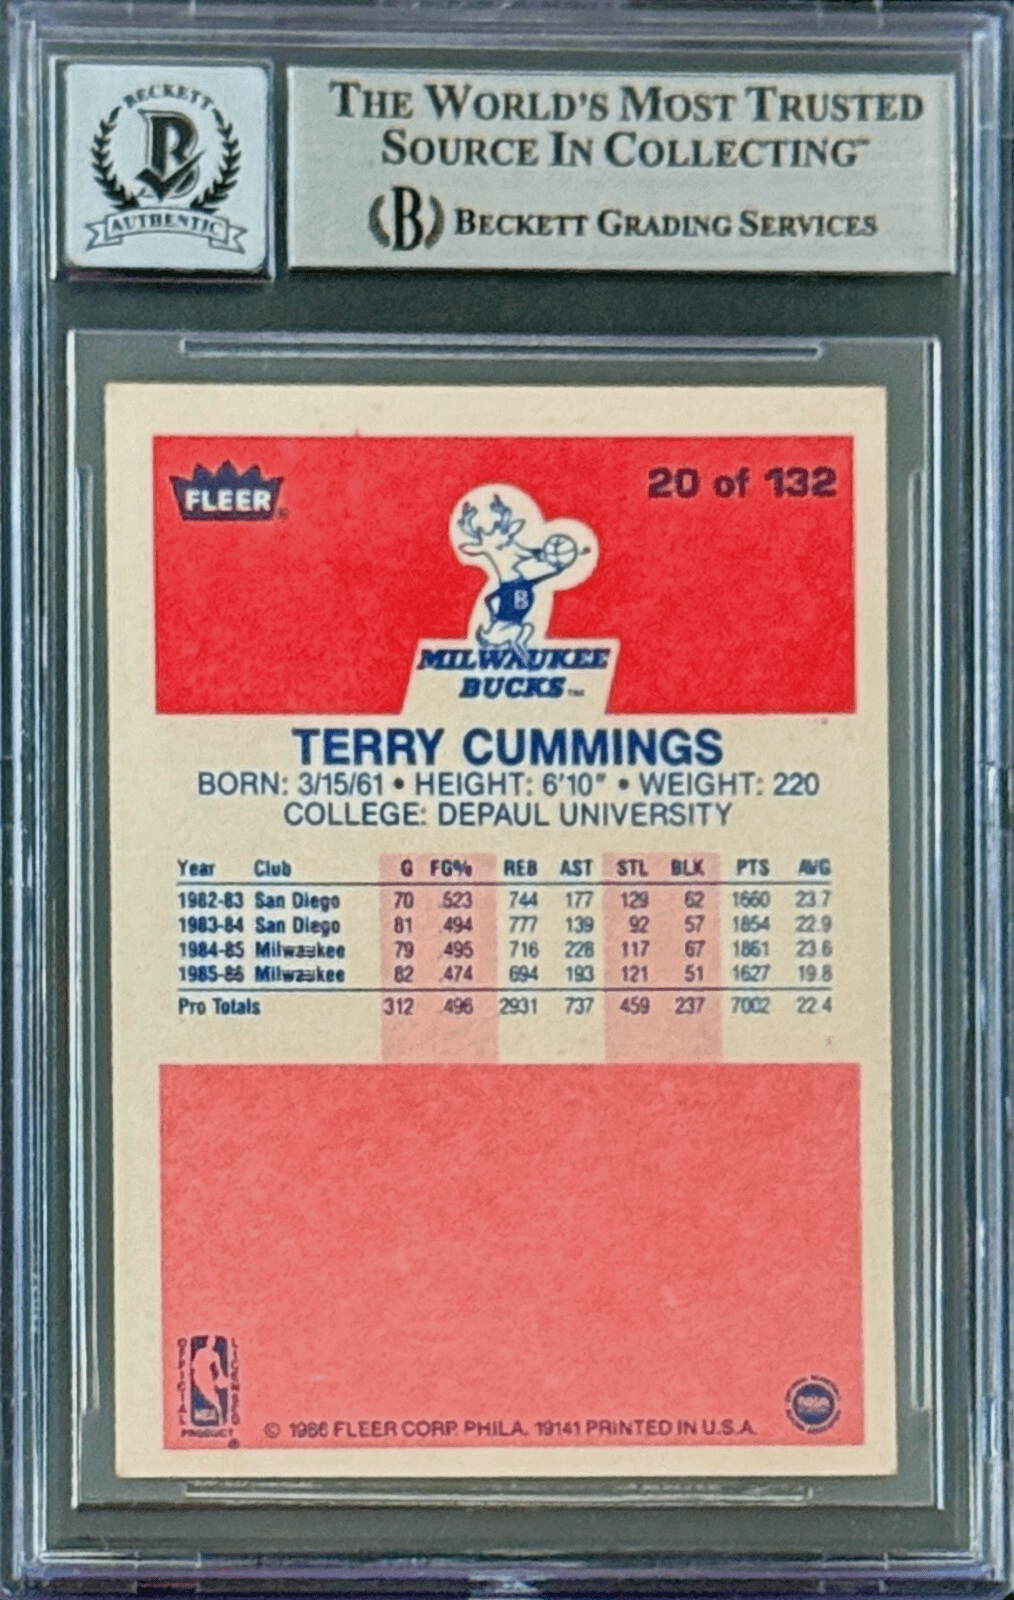 BECKETT
B
AUTHENTIC
THE WORLD'S MOST TRUSTED
SOURCE IN COLLECTING™
B BECKETT GRADING SERVICES
FLEER®
20 of 132
B
MILWAUKEE
BUCKS™
TERRY CUMMINGS
BORN: 3/15/61 • HEIGHT: 6'10" • WEIGHT: 220
COLLEGE: DEPAUL UNIVERSITY
Year Club G FG% REB AST STL BLK PTS AVG
1982-83 San Diego 70 .523 744 177 129 62 1660 23.7
1983-84 San Diego 81 .494 777 139 92 57 1854 22.9
1984-85 Milwaukee 79 .495 716 228 117 67 1861 23.6
1985-86 Milwaukee 82 .474 694 193 121 51 1627 19.8
Pro Totals 312 .496 2931 737 459 237 7002 22.4
OFFICIAL LICENSED
NBA
PRODUCT®
© 1986 FLEER CORP. PHILA. 19141 PRINTED IN U.S.A.